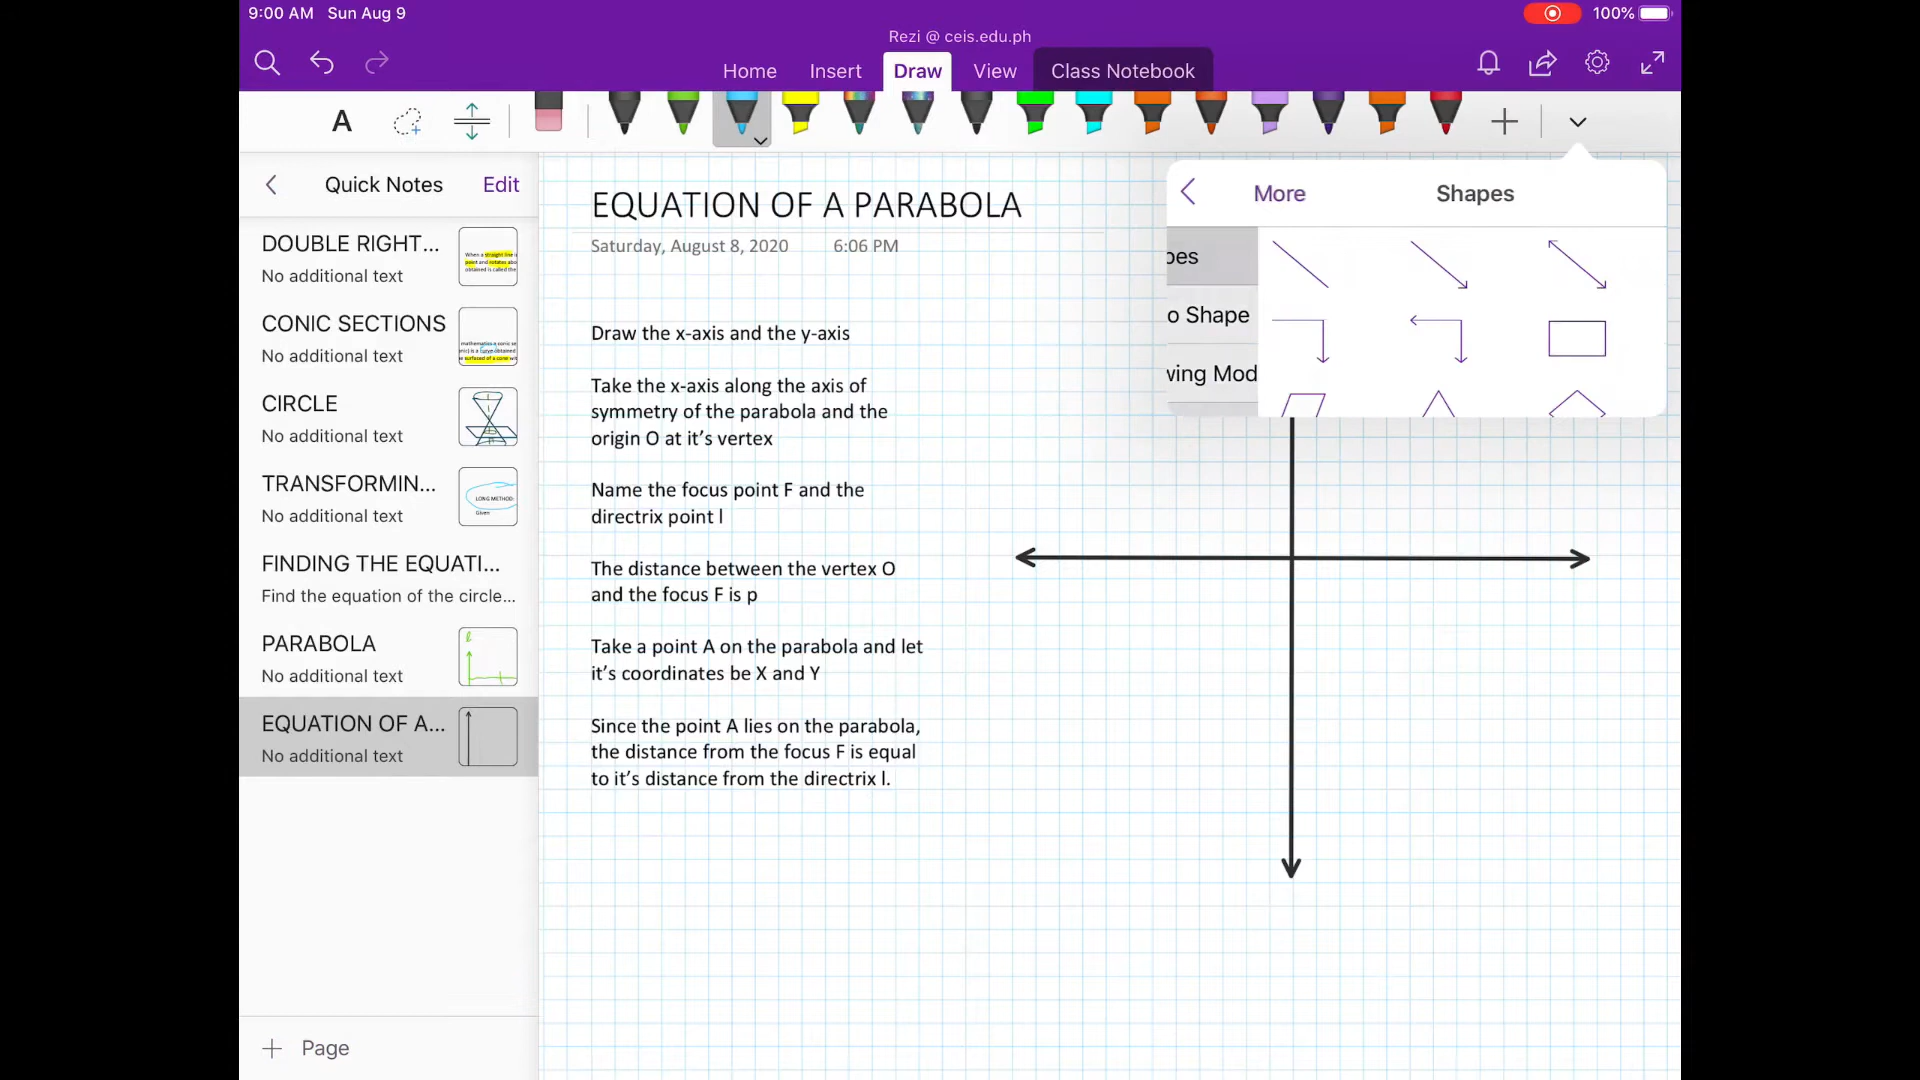 9:00 AM Sun Aug 9
100%
Rezi @ ceis.edu.ph
Home Insert Draw View Class Notebook
A
Quick Notes Edit
DOUBLE RIGHT...
No additional text
CONIC SECTIONS
No additional text
CIRCLE
No additional text
TRANSFORMIN...
No additional text
FINDING THE EQUATI...
Find the equation of the circle...
PARABOLA
No additional text
EQUATION OF A...
No additional text
Page
EQUATION OF A PARABOLA
Saturday, August 8, 2020 6:06 PM
Draw the x-axis and the y-axis
Take the x-axis along the axis of
symmetry of the parabola and the
origin O at it's vertex
Name the focus point F and the
directrix point l
The distance between the vertex O
and the focus F is p
Take a point A on the parabola and let
it's coordinates be X and Y
Since the point A lies on the parabola,
the distance from the focus F is equal
to it's distance from the directrix l.
More Shapes
pes
o Shape
wing Mod